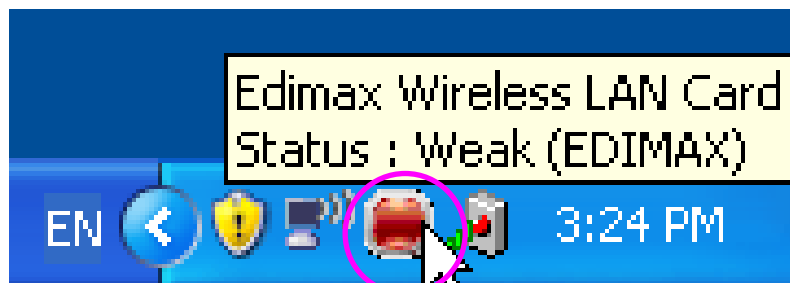 Edimax Wireless LAN Card
Status : Weak (EDIMAX)
EN
3:24 PM